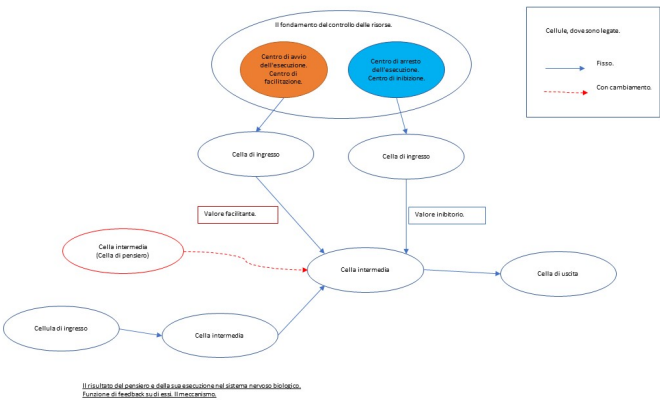 Il fondamento del controllo delle risorse.
Centro di avvio
dell'esecuzione.
Centro di
facilitazione.
Centro di arresto
dell'esecuzione.
Centro di inibizione.
Cellule, dove sono legate.
Fisso.
Con cambiamento.
Cella di ingresso
Cella di ingresso
Valore facilitante.
Valore inibitorio.
Cella intermedia
(Cella di pensiero)
Cella intermedia
Cella di uscita
Cellula di ingresso
Cella intermedia
Il risultato del pensiero e della sua esecuzione nel sistema nervoso biologico.
Funzione di feedback su di essi. Il meccanismo.